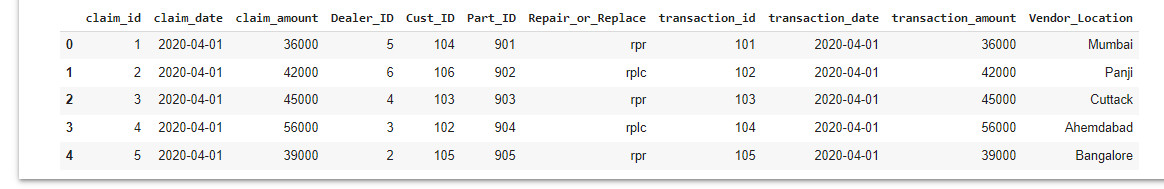 claim_id claim_date claim_amount Dealer_ID Cust_ID Part_ID Repair_or_Replace transaction_id transaction_date transaction_amount Vendor_Location
0 1 2020-04-01 36000 5 104 901 rpr 101 2020-04-01 36000 Mumbai
1 2 2020-04-01 42000 6 106 902 rplc 102 2020-04-01 42000 Panji
2 3 2020-04-01 45000 4 103 903 rpr 103 2020-04-01 45000 Cuttack
3 4 2020-04-01 56000 3 102 904 rplc 104 2020-04-01 56000 Ahemdabad
4 5 2020-04-01 39000 2 105 905 rpr 105 2020-04-01 39000 Bangalore